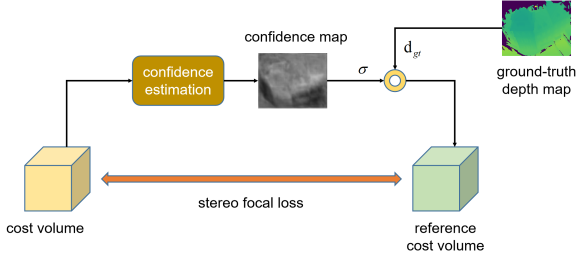 confidence map
confidence
estimation
σ
d_gt
ground-truth
depth map
stereo focal loss
cost volume
reference
cost volume